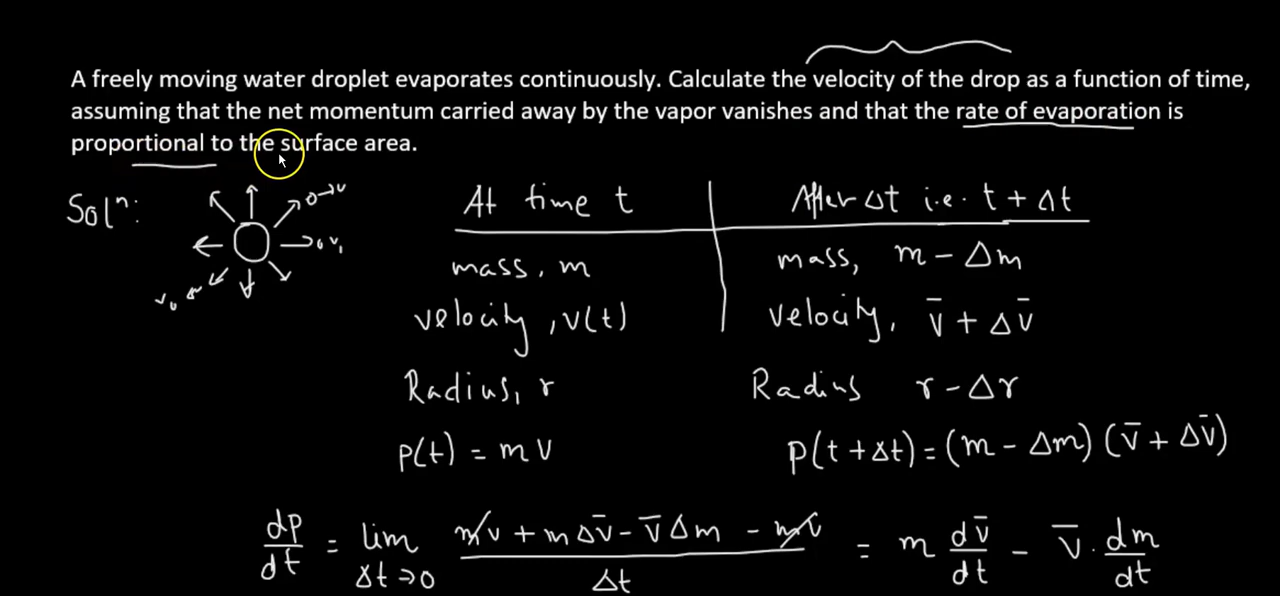 A freely moving water droplet evaporates continuously. Calculate the velocity of the drop as a function of time,
assuming that the net momentum carried away by the vapor vanishes and that the rate of evaporation is
proportional to the surface area.
Solⁿ:
At time t | After Δt i.e. t + Δt
mass, m | mass, m - Δm
velocity, v(t) | velocity, v̄ + Δv̄
Radius, r | Radius r - Δr
P(t) = mv | P(t + Δt) = (m - Δm) (v̄ + Δv̄)
dP/dt = lim Δt→0 (mv + mΔv̄ - v̄Δm - mv)/Δt = m dv̄/dt - v̄ · dm/dt